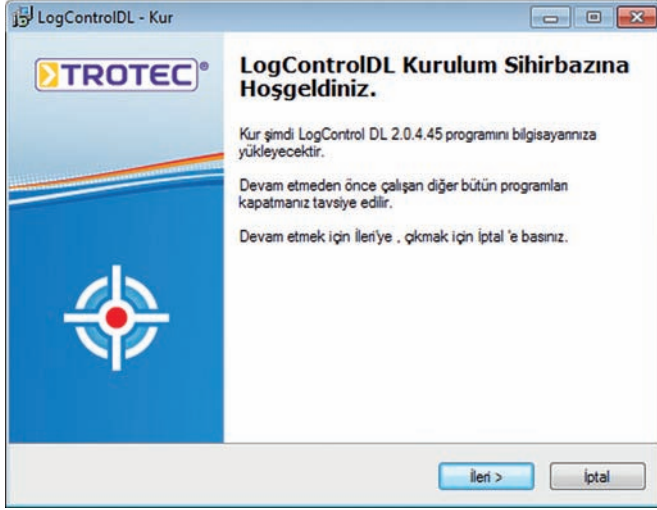 LogControlDL - Kur
TROTEC®
LogControlDL Kurulum Sihirbazına
Hoşgeldiniz.
Kur şimdi LogControl DL 2.0.4.45 programını bilgisayarınıza
yükleyecektir.
Devam etmeden önce çalışan diğer bütün programları
kapatmanız tavsiye edilir.
Devam etmek için İleri'ye , çıkmak için İptal 'e basınız.
İleri >
İptal